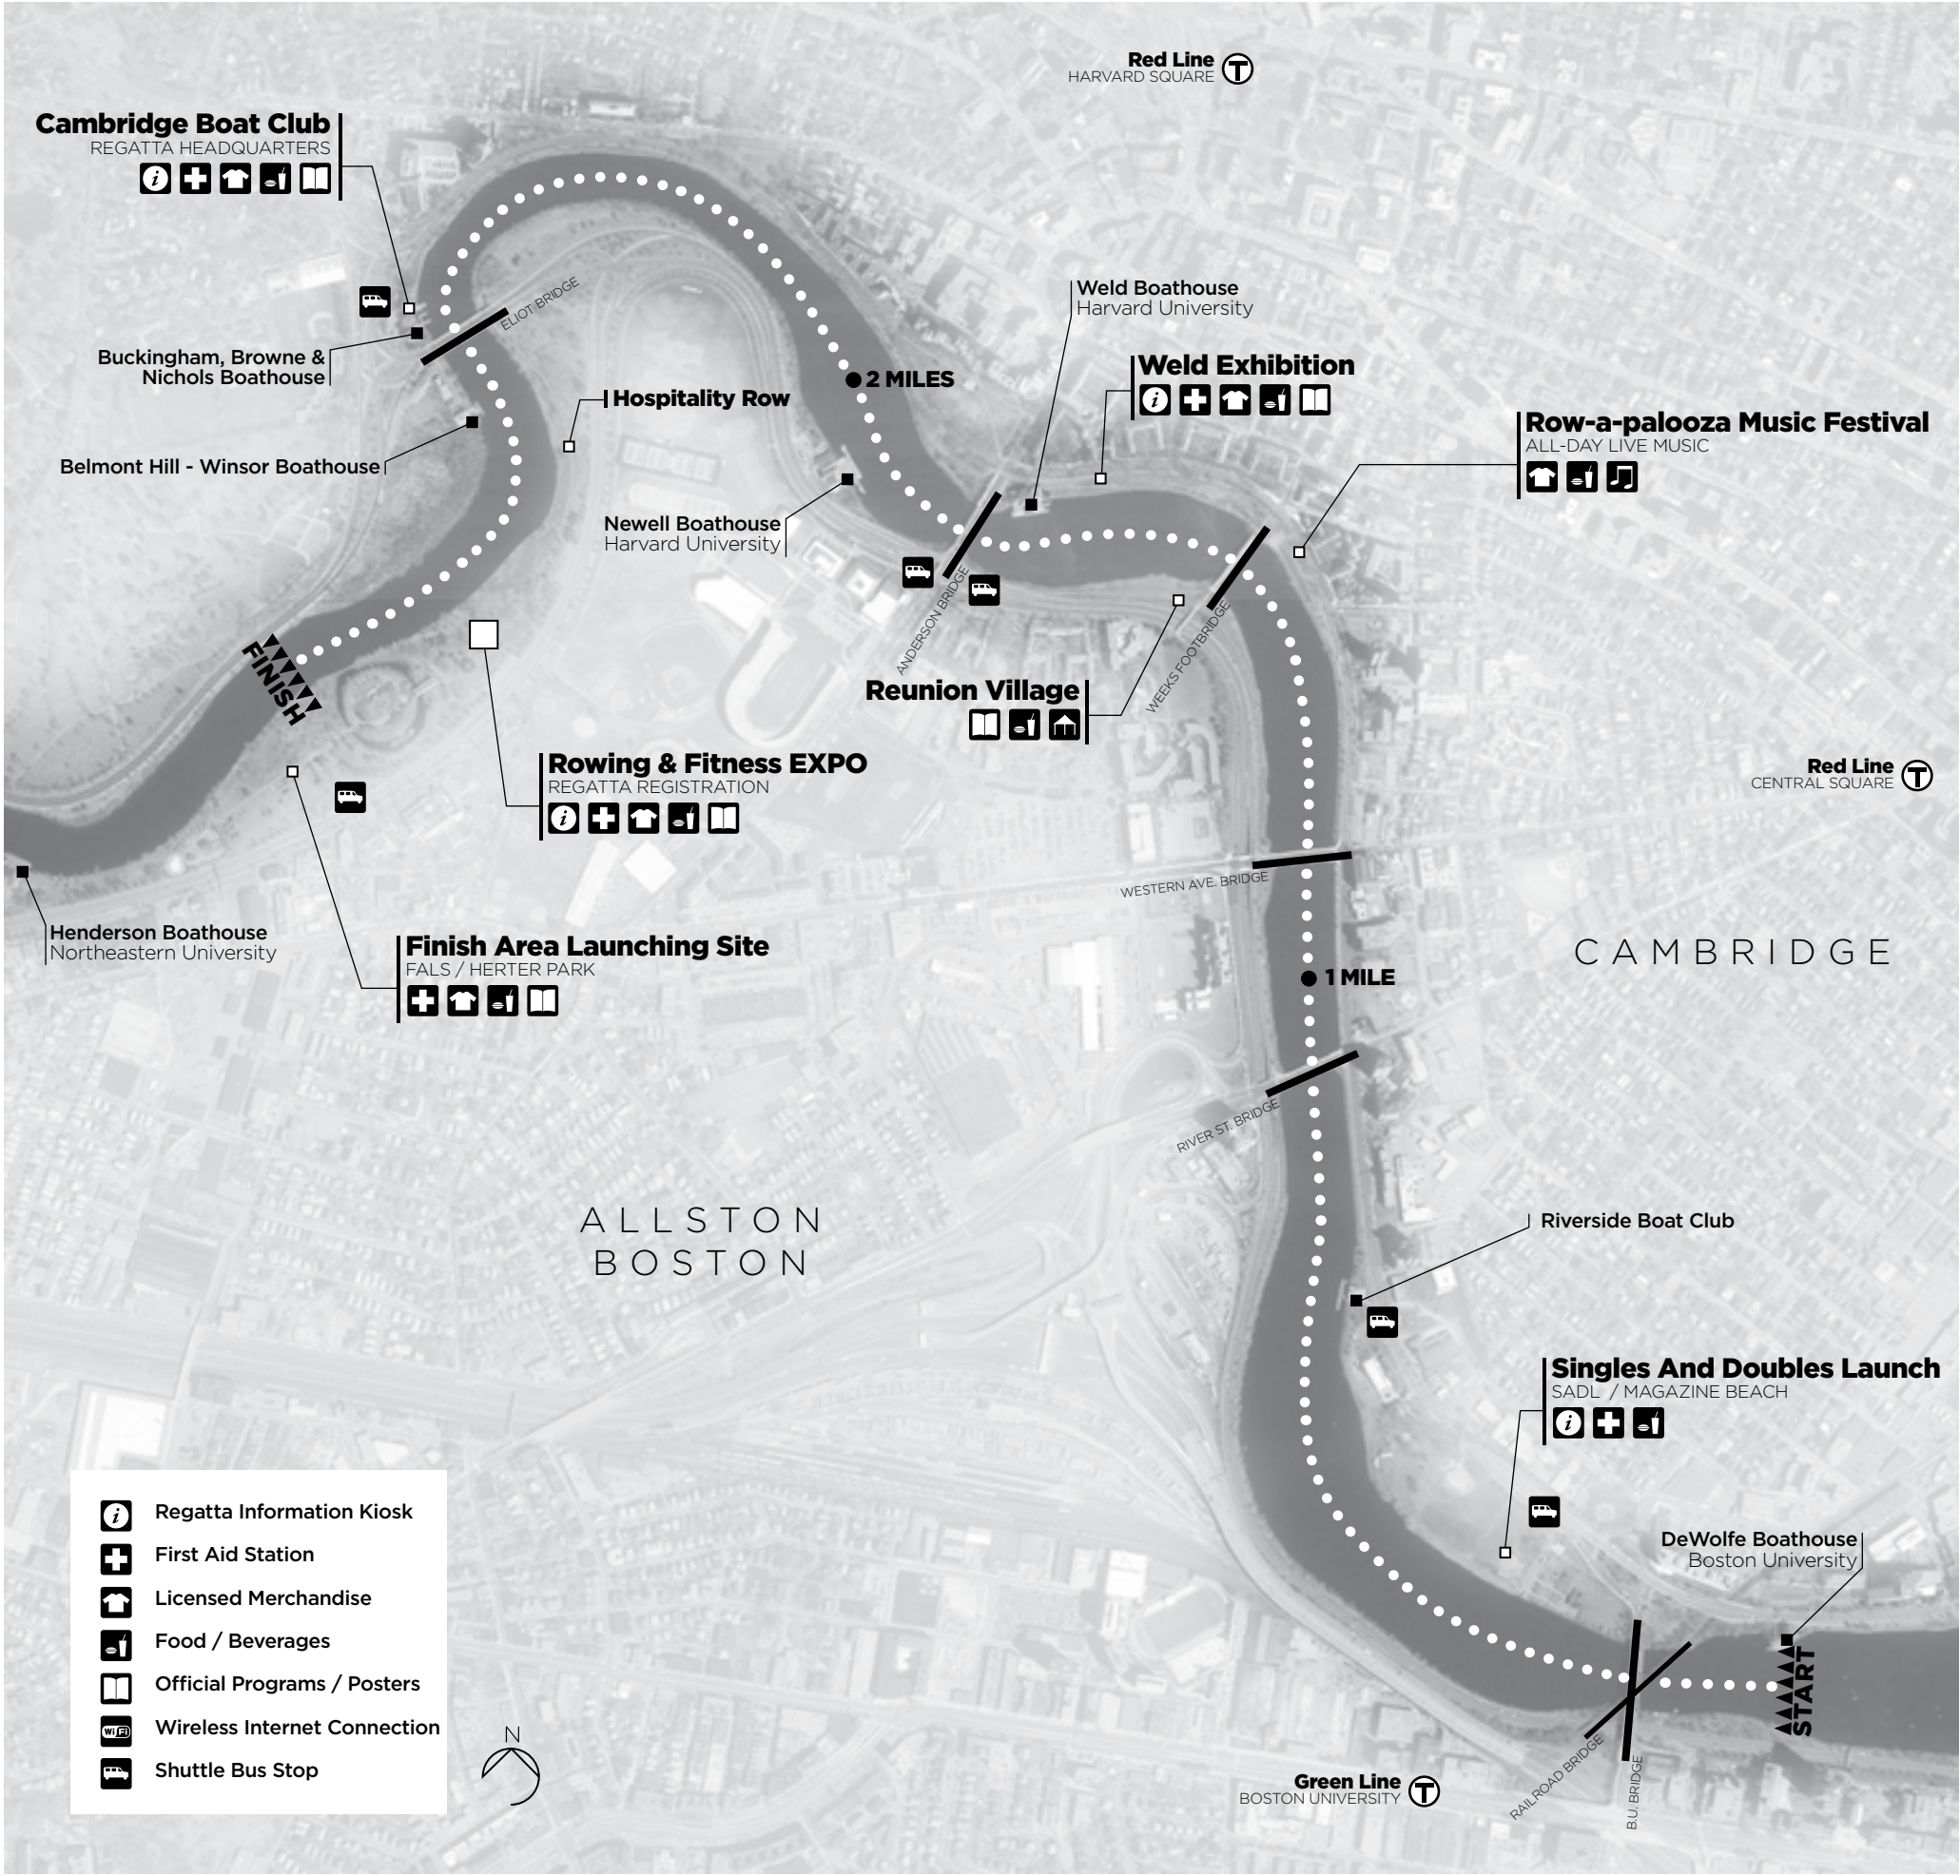 Red Line
HARVARD SQUARE
T
Cambridge Boat Club
REGATTA HEADQUARTERS
i
ELIOT BRIDGE
Buckingham, Browne &
Nichols Boathouse
Belmont Hill - Winsor Boathouse
Hospitality Row
2 MILES
Weld Boathouse
Harvard University
Weld Exhibition
i
Row-a-palooza Music Festival
ALL-DAY LIVE MUSIC
Newell Boathouse
Harvard University
ANDERSON BRIDGE
WEEKS FOOTBRIDGE
FINISH
Reunion Village
Rowing & Fitness EXPO
REGATTA REGISTRATION
i
Red Line
CENTRAL SQUARE
T
WESTERN AVE. BRIDGE
Henderson Boathouse
Northeastern University
Finish Area Launching Site
FALS / HERTER PARK
CAMBRIDGE
1 MILE
RIVER ST. BRIDGE
ALLSTON
BOSTON
Riverside Boat Club
Singles And Doubles Launch
SADL / MAGAZINE BEACH
i
DeWolfe Boathouse
Boston University
START
RAILROAD BRIDGE
B.U. BRIDGE
Green Line
BOSTON UNIVERSITY
T
N
i Regatta Information Kiosk
First Aid Station
Licensed Merchandise
Food / Beverages
Official Programs / Posters
WiFi Wireless Internet Connection
Shuttle Bus Stop